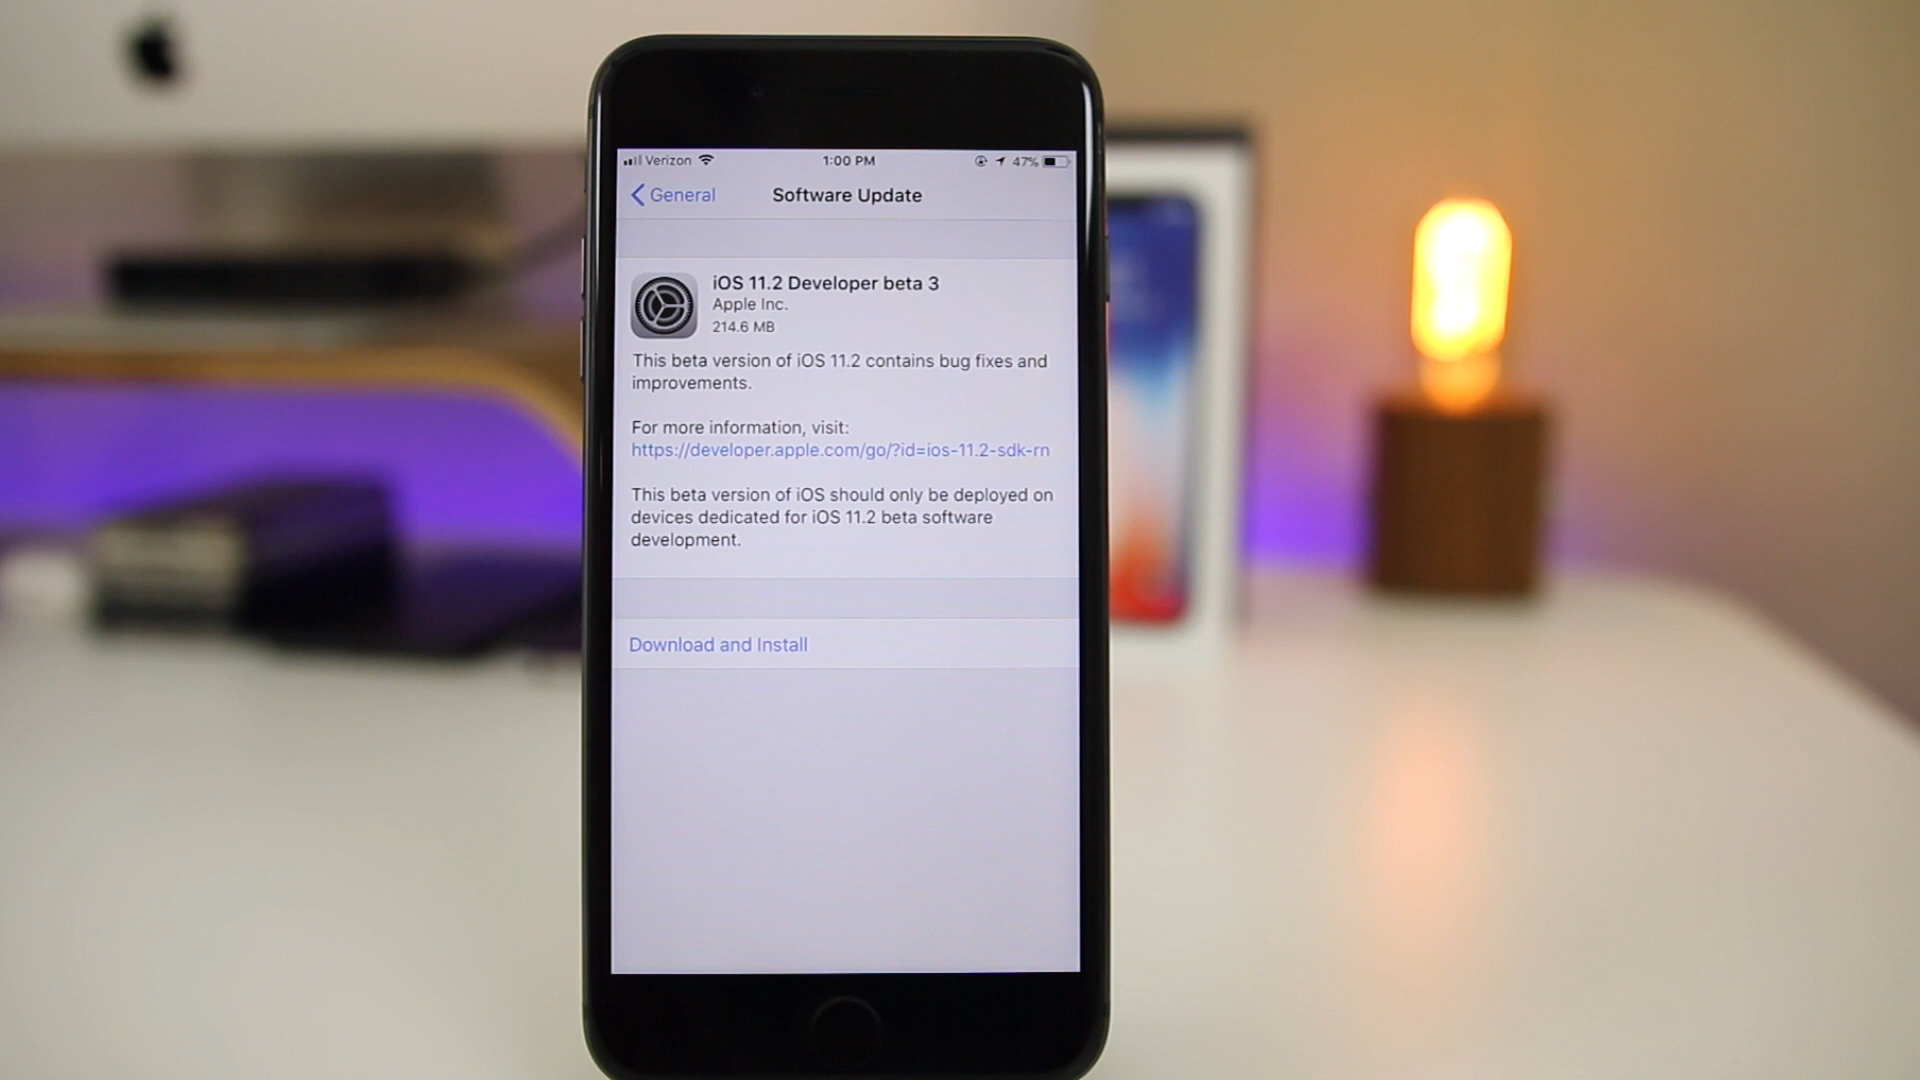 Verizon 1:00 PM 47%
General Software Update
iOS 11.2 Developer beta 3
Apple Inc.
214.6 MB
This beta version of iOS 11.2 contains bug fixes and
improvements.
For more information, visit:
https://developer.apple.com/go/?id=ios-11.2-sdk-rn
This beta version of iOS should only be deployed on
devices dedicated for iOS 11.2 beta software
development.
Download and Install